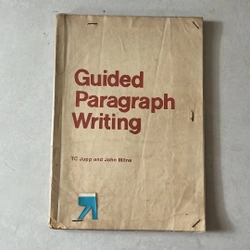 Guided
Paragraph
Writing
TC Jupp and John Milne